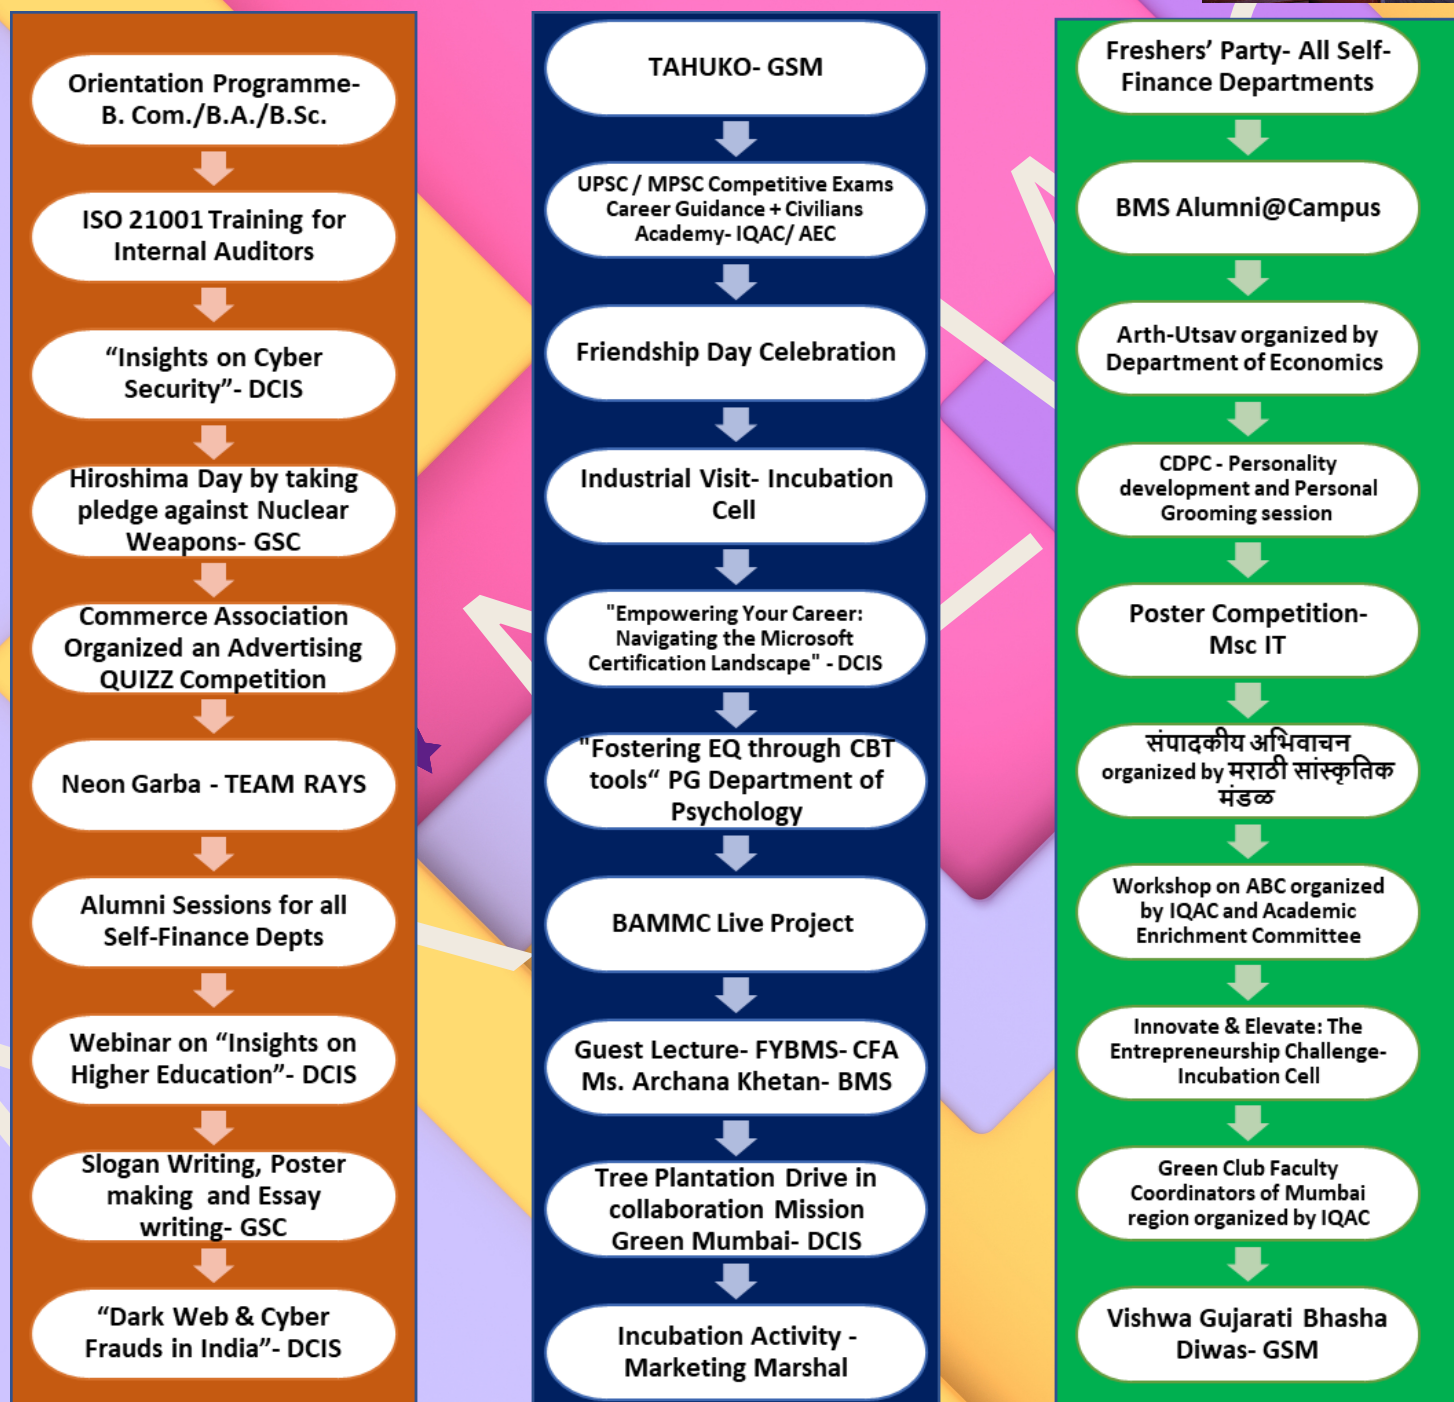 Orientation Programme-
B. Com./B.A./B.Sc.
ISO 21001 Training for
Internal Auditors
“Insights on Cyber
Security”- DCIS
Hiroshima Day by taking
pledge against Nuclear
Weapons- GSC
Commerce Association
Organized an Advertising
QUIZZ Competition
Neon Garba - TEAM RAYS
Alumni Sessions for all
Self-Finance Depts
Webinar on “Insights on
Higher Education”- DCIS
Slogan Writing, Poster
making and Essay
writing- GSC
“Dark Web & Cyber
Frauds in India”- DCIS
TAHUKO- GSM
UPSC / MPSC Competitive Exams
Career Guidance + Civilians
Academy- IQAC/ AEC
Friendship Day Celebration
Industrial Visit- Incubation
Cell
"Empowering Your Career:
Navigating the Microsoft
Certification Landscape" - DCIS
"Fostering EQ through CBT
tools“ PG Department of
Psychology
BAMMC Live Project
Guest Lecture- FYBMS- CFA
Ms. Archana Khetan- BMS
Tree Plantation Drive in
collaboration Mission
Green Mumbai- DCIS
Incubation Activity -
Marketing Marshal
Freshers’ Party- All Self-
Finance Departments
BMS Alumni@Campus
Arth-Utsav organized by
Department of Economics
CDPC - Personality
development and Personal
Grooming session
Poster Competition-
Msc IT
संपादकीय अभिवाचन
organized by मराठी सांस्कृतिक
मंडळ
Workshop on ABC organized
by IQAC and Academic
Enrichment Committee
Innovate & Elevate: The
Entrepreneurship Challenge-
Incubation Cell
Green Club Faculty
Coordinators of Mumbai
region organized by IQAC
Vishwa Gujarati Bhasha
Diwas- GSM